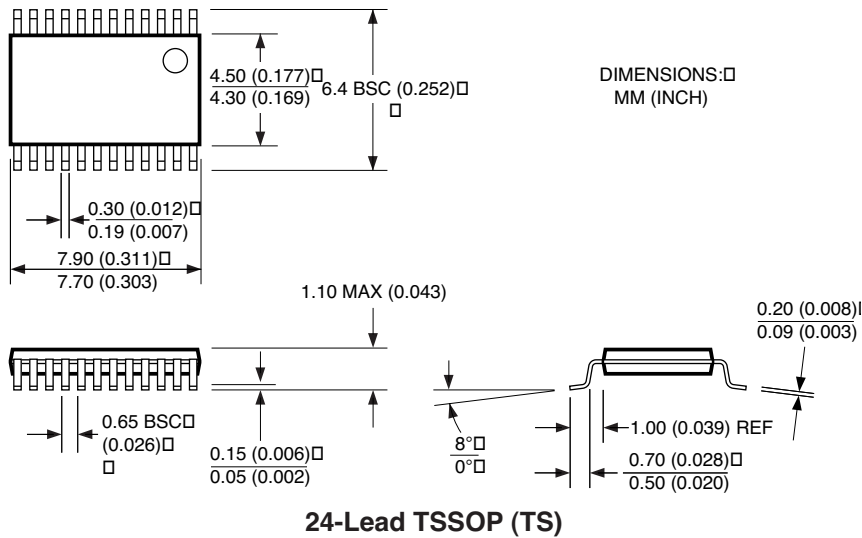 4.50 (0.177)□
4.30 (0.169)
6.4 BSC (0.252)□
□
DIMENSIONS:□
MM (INCH)
0.30 (0.012)□
0.19 (0.007)
7.90 (0.311)□
7.70 (0.303)
1.10 MAX (0.043)
0.20 (0.008)□
0.09 (0.003)
0.65 BSC□
(0.026)□
□
0.15 (0.006)□
0.05 (0.002)
8°□
0°□
1.00 (0.039) REF
0.70 (0.028)□
0.50 (0.020)
24-Lead TSSOP (TS)